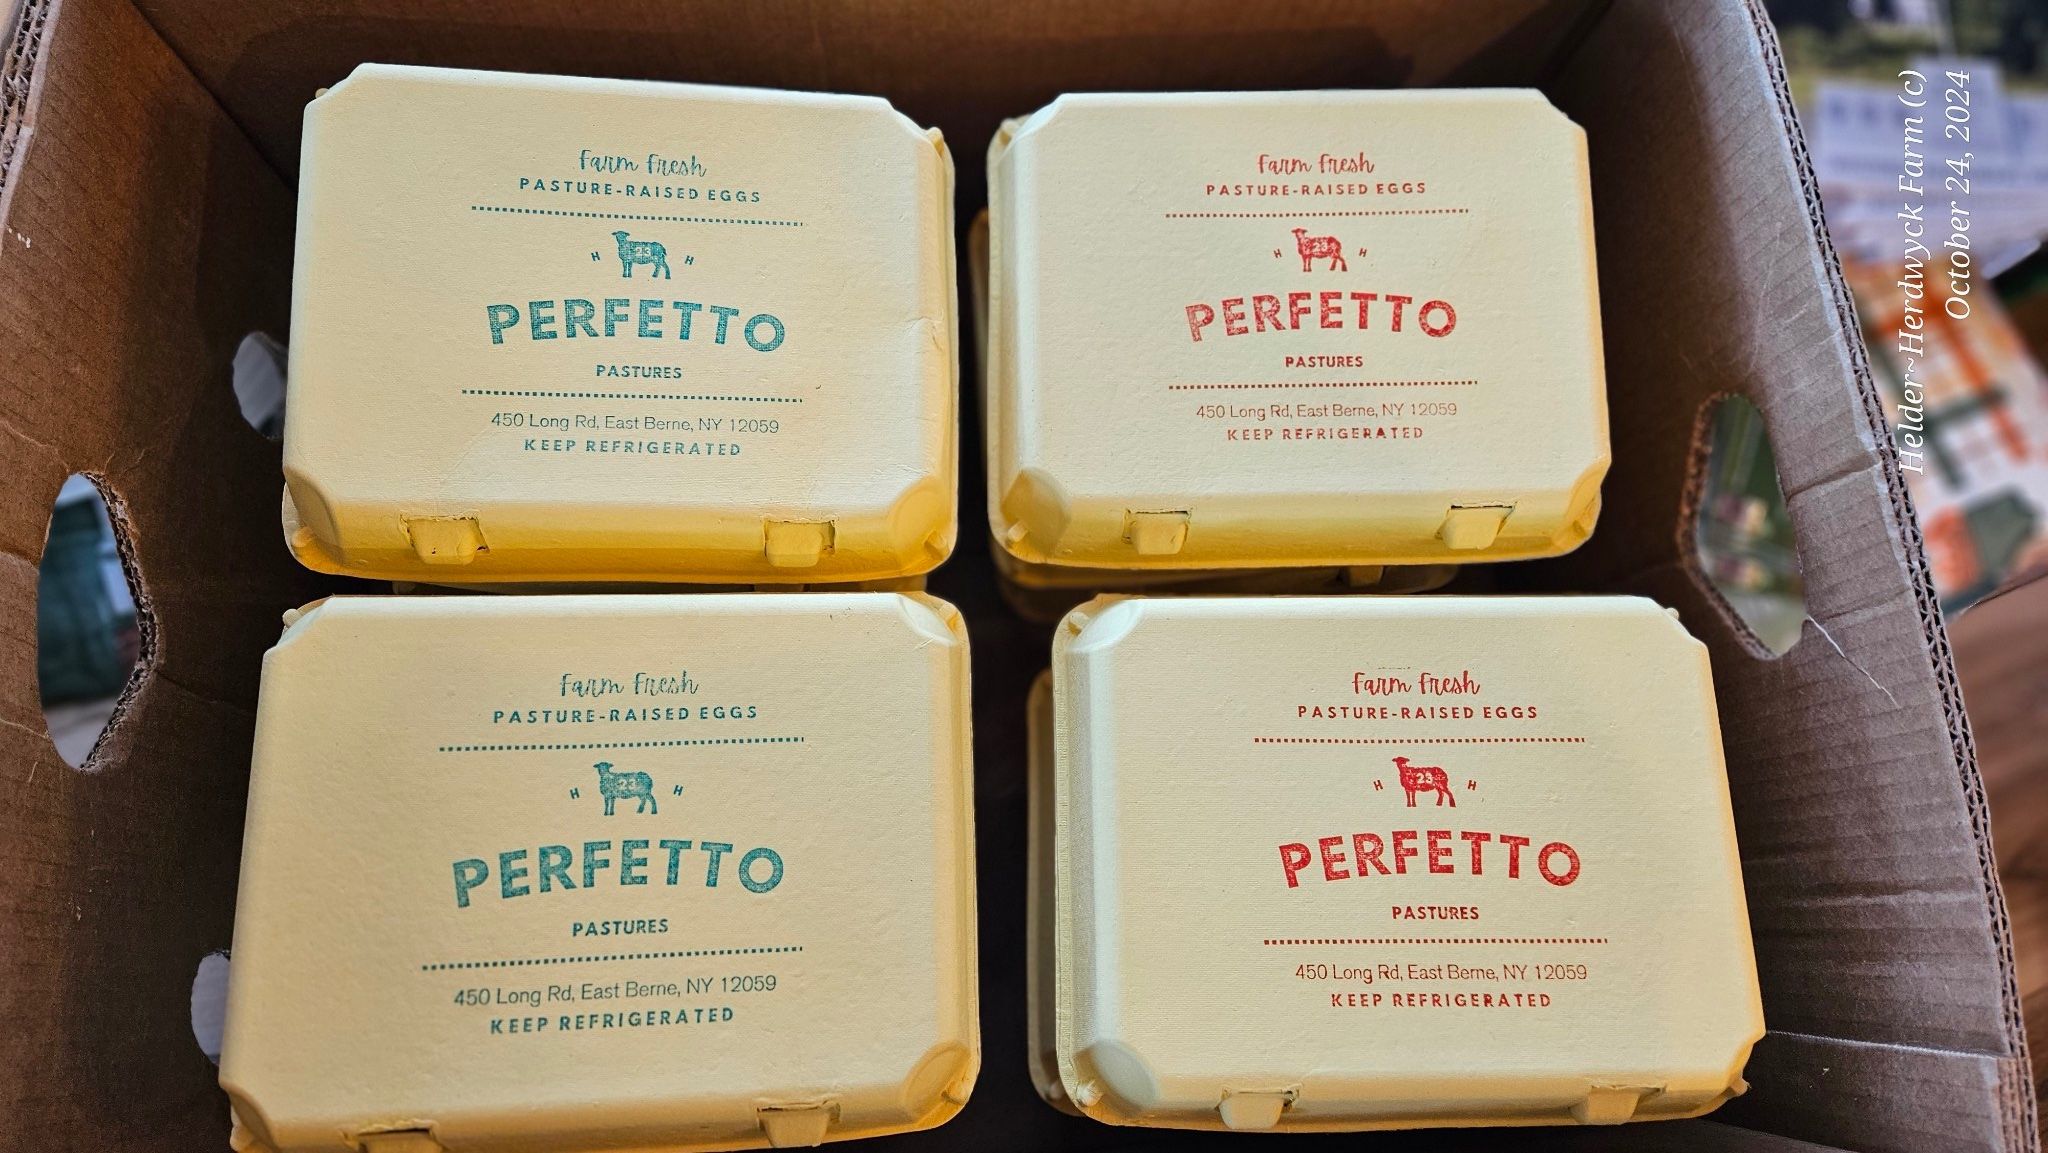 Farm Fresh
PASTURE-RAISED EGGS
H 23 H
PERFETTO
PASTURES
450 Long Rd, East Berne, NY 12059
KEEP REFRIGERATED
Farm Fresh
PASTURE-RAISED EGGS
H 23 H
PERFETTO
PASTURES
450 Long Rd, East Berne, NY 12059
KEEP REFRIGERATED
Farm Fresh
PASTURE-RAISED EGGS
H 23 H
PERFETTO
PASTURES
450 Long Rd, East Berne, NY 12059
KEEP REFRIGERATED
Farm Fresh
PASTURE-RAISED EGGS
H 23 H
PERFETTO
PASTURES
450 Long Rd, East Berne, NY 12059
KEEP REFRIGERATED
Helder~Herdwyck Farm (c)
October 24, 2024